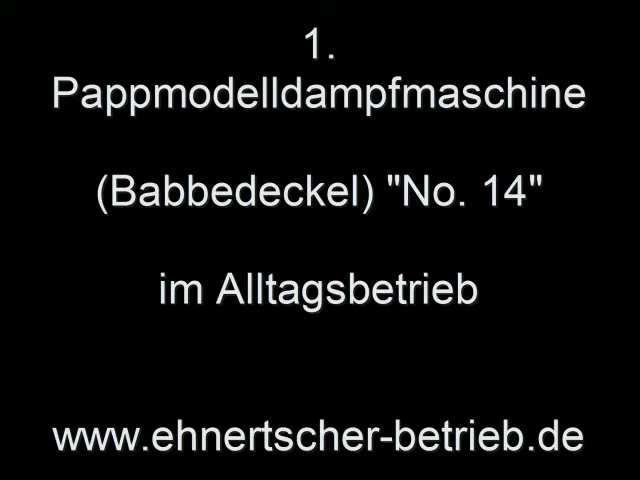 1.
Pappmodelldampfmaschine
(Babbedeckel) "No. 14"
im Alltagsbetrieb
www.ehnertscher-betrieb.de